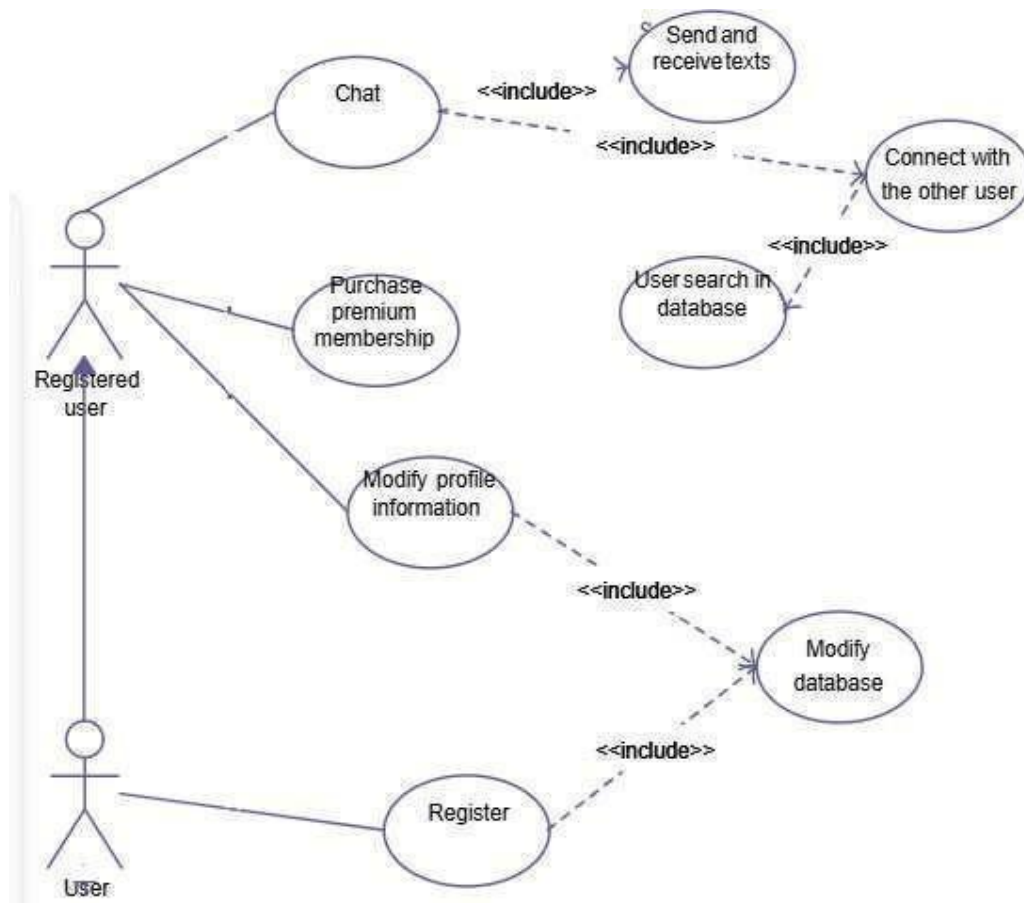 Send and
receive texts
Chat
<<include>>
<<include>>
Connect with
the other user
<<include>>
User search in
database
Purchase
premium
membership
Registered
user
Modify profile
information
<<include>>
Modify
database
<<include>>
Register
User